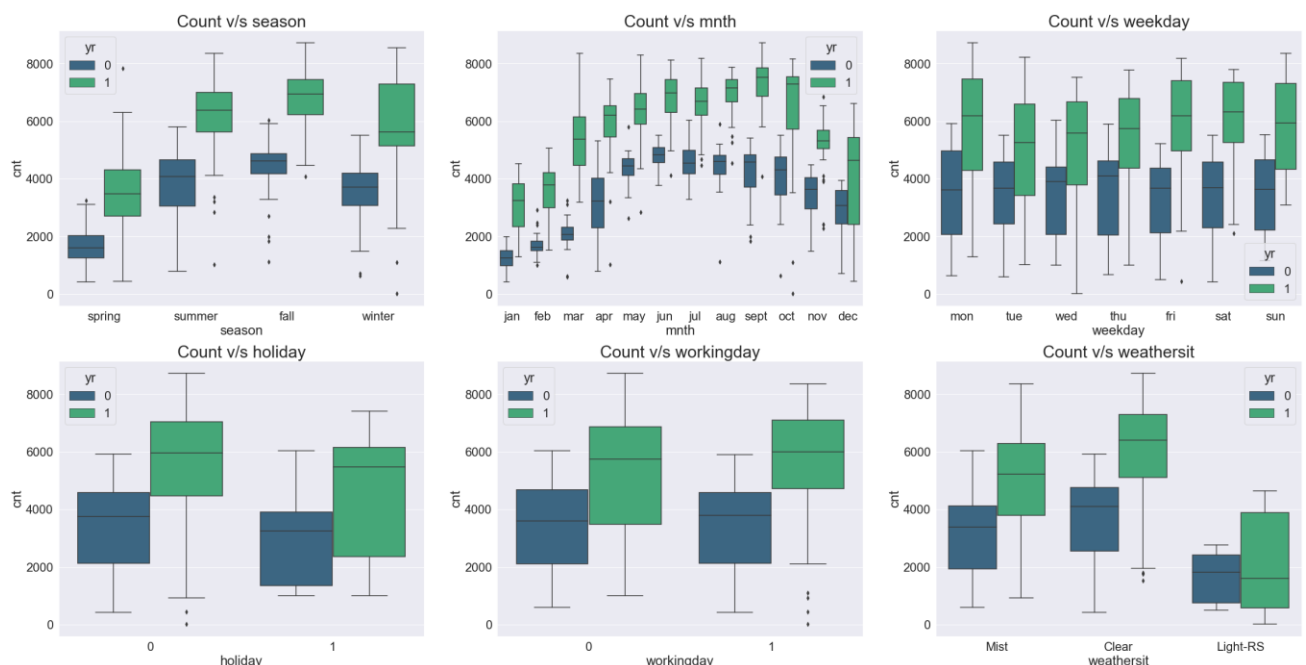 Count v/s season
yr
0
1
cnt
8000
6000
4000
2000
0
spring summer fall winter
season
Count v/s mnth
yr
0
1
cnt
8000
6000
4000
2000
0
jan feb mar apr may jun jul aug sept oct nov dec
mnth
Count v/s weekday
yr
0
1
cnt
8000
6000
4000
2000
0
mon tue wed thu fri sat sun
weekday
Count v/s holiday
yr
0
1
cnt
8000
6000
4000
2000
0
0 1
holiday
Count v/s workingday
yr
0
1
cnt
8000
6000
4000
2000
0
0 1
workingday
Count v/s weathersit
yr
0
1
cnt
8000
6000
4000
2000
0
Mist Clear Light-RS
weathersit